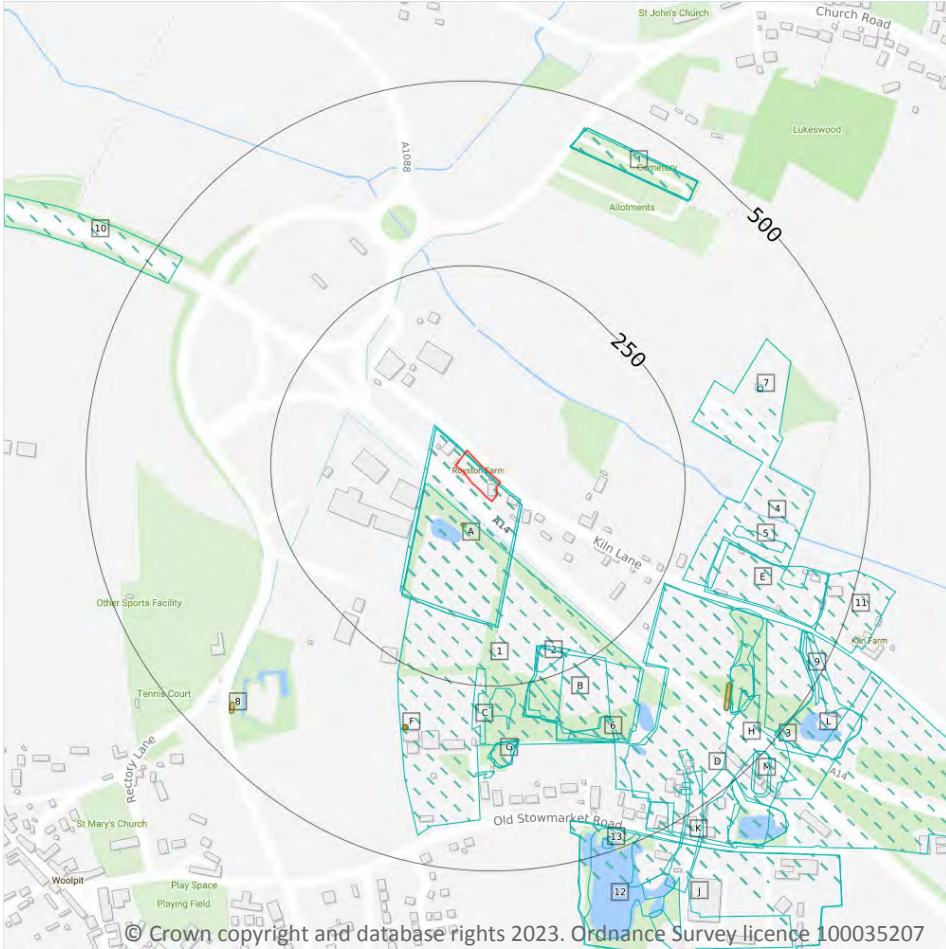 St John's Church
Church Road
Lukeswood
A1088
I
Cemetery
Allotments
500
10
250
7
Royston Farm
4
A14
A
5
Kiln Lane
E
11
Other Sports Facility
Kiln Farm
1
2
9
B
Tennis Court
8
C
F
6
L
H
3
G
D
M
A14
Rectory Lane
St Mary's Church
Old Stowmarket Road
K
13
Woolpit
Play Space
J
12
Playing Field
© Crown copyright and database rights 2023. Ordnance Survey licence 100035207